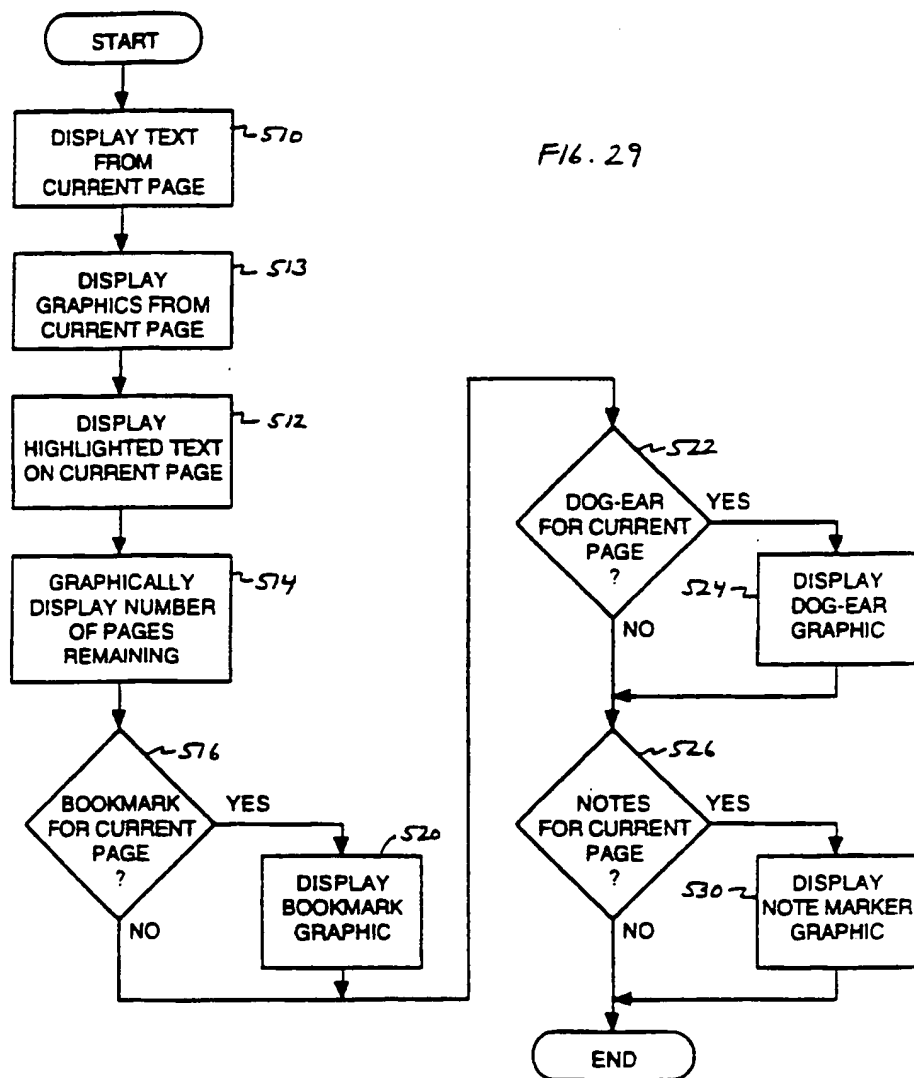 START
DISPLAY TEXT
FROM
CURRENT PAGE
510
FIG. 29
DISPLAY
GRAPHICS FROM
CURRENT PAGE
513
DISPLAY
HIGHLIGHTED TEXT
ON CURRENT PAGE
512
GRAPHICALLY
DISPLAY NUMBER
OF PAGES
REMAINING
514
BOOKMARK
FOR CURRENT
PAGE
?
516
YES
NO
DISPLAY
BOOKMARK
GRAPHIC
520
DOG-EAR
FOR CURRENT
PAGE
?
522
YES
NO
DISPLAY
DOG-EAR
GRAPHIC
524
NOTES
FOR CURRENT
PAGE
?
526
YES
NO
DISPLAY
NOTE MARKER
GRAPHIC
530
END